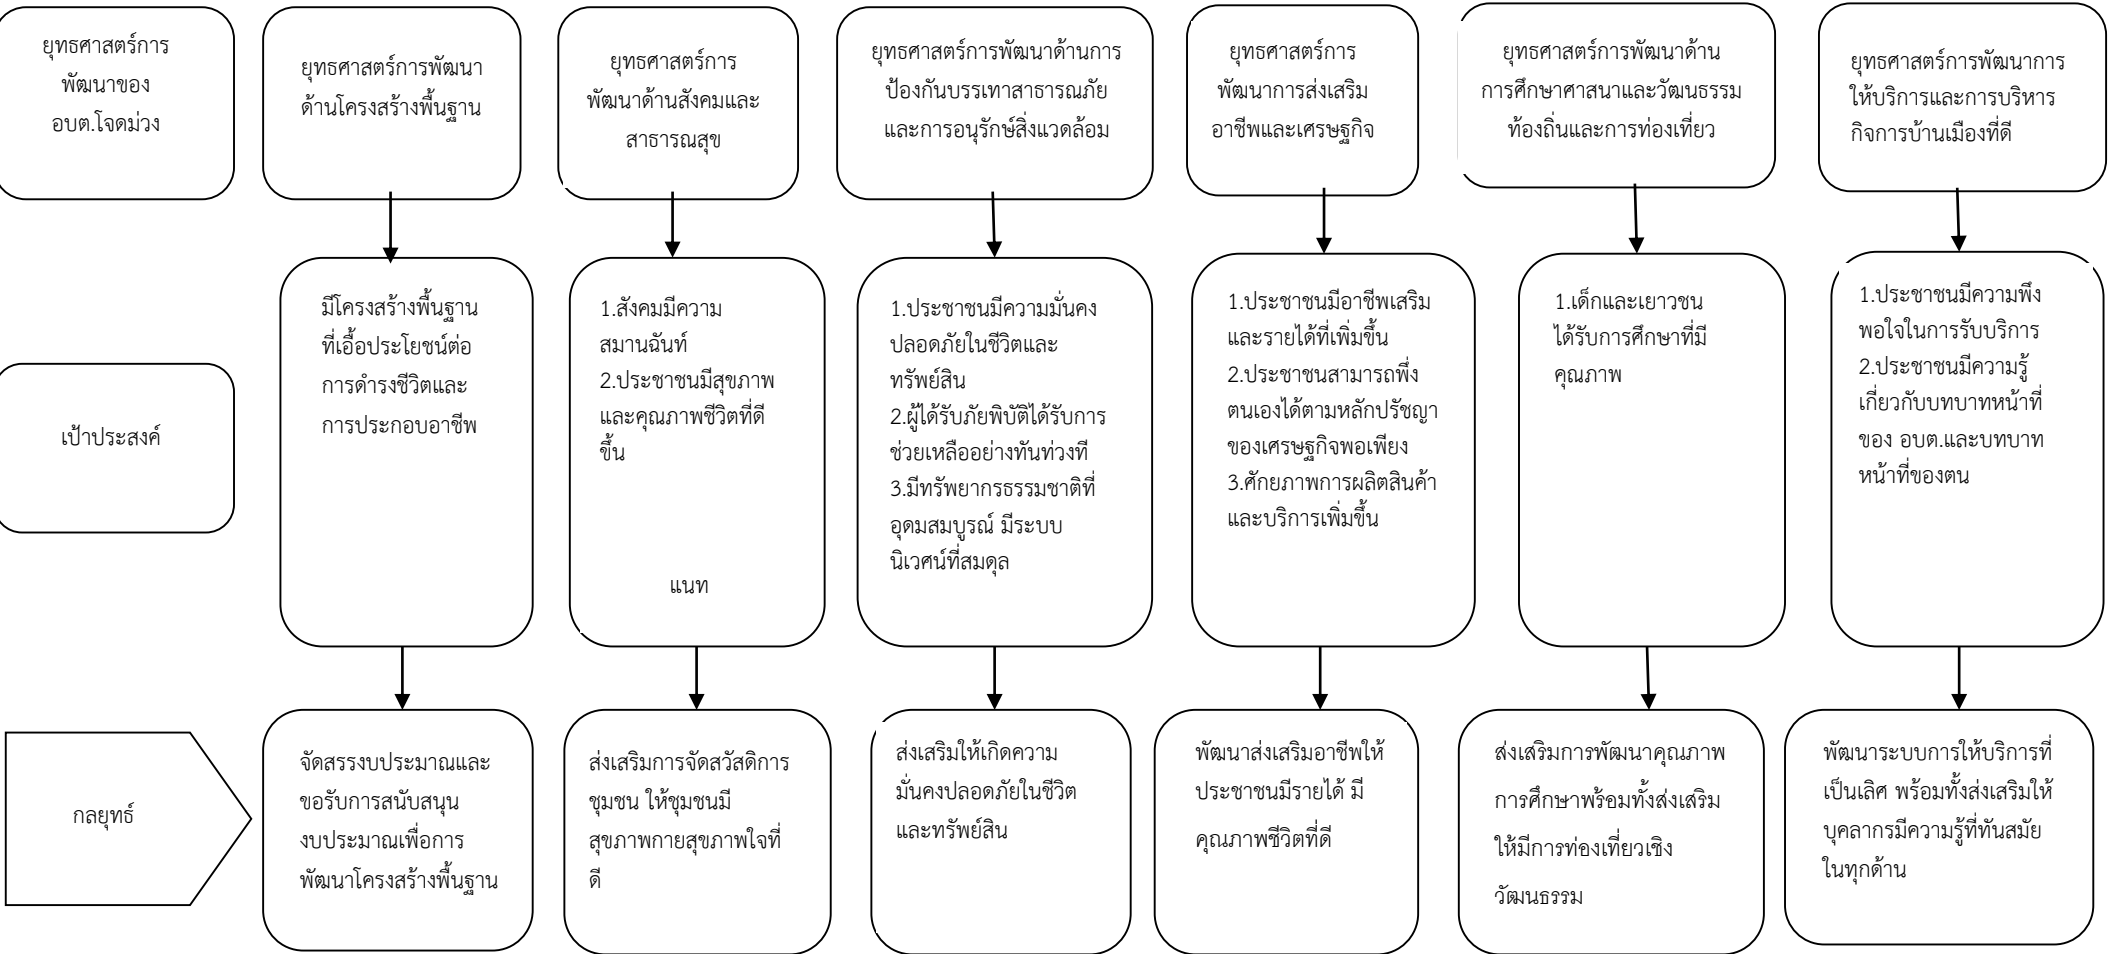 ยุทธศาสตร์การ
พัฒนาของ
อบต.โจดม่วง
ยุทธศาสตร์การพัฒนา
ด้านโครงสร้างพื้นฐาน
ยุทธศาสตร์การ
พัฒนาด้านสังคมและ
สาธารณสุข
ยุทธศาสตร์การพัฒนาด้านการ
ป้องกันบรรเทาสาธารณภัย
และการอนุรักษ์สิ่งแวดล้อม
ยุทธศาสตร์การ
พัฒนาการส่งเสริม
อาชีพและเศรษฐกิจ
ยุทธศาสตร์การพัฒนาด้าน
การศึกษาศาสนาและวัฒนธรรม
ท้องถิ่นและการท่องเที่ยว
ยุทธศาสตร์การพัฒนาการ
ให้บริการและการบริหาร
กิจการบ้านเมืองที่ดี
เป้าประสงค์
มีโครงสร้างพื้นฐาน
ที่เอื้อประโยชน์ต่อ
การดำรงชีวิตและ
การประกอบอาชีพ
1.สังคมมีความ
สมานฉันท์
2.ประชาชนมีสุขภาพ
และคุณภาพชีวิตที่ดี
ขึ้น
แนท
1.ประชาชนมีความมั่นคง
ปลอดภัยในชีวิตและ
ทรัพย์สิน
2.ผู้ได้รับภัยพิบัติได้รับการ
ช่วยเหลืออย่างทันท่วงที
3.มีทรัพยากรธรรมชาติที่
อุดมสมบูรณ์ มีระบบ
นิเวศน์ที่สมดุล
1.ประชาชนมีอาชีพเสริม
และรายได้ที่เพิ่มขึ้น
2.ประชาชนสามารถพึ่ง
ตนเองได้ตามหลักปรัชญา
ของเศรษฐกิจพอเพียง
3.ศักยภาพการผลิตสินค้า
และบริการเพิ่มขึ้น
1.เด็กและเยาวชน
ได้รับการศึกษาที่มี
คุณภาพ
1.ประชาชนมีความพึง
พอใจในการรับบริการ
2.ประชาชนมีความรู้
เกี่ยวกับบทบาทหน้าที่
ของ อบต.และบทบาท
หน้าที่ของตน
กลยุทธ์
จัดสรรงบประมาณและ
ขอรับการสนับสนุน
งบประมาณเพื่อการ
พัฒนาโครงสร้างพื้นฐาน
ส่งเสริมการจัดสวัสดิการ
ชุมชน ให้ชุมชนมี
สุขภาพกายสุขภาพใจที่
ดี
ส่งเสริมให้เกิดความ
มั่นคงปลอดภัยในชีวิต
และทรัพย์สิน
พัฒนาส่งเสริมอาชีพให้
ประชาชนมีรายได้ มี
คุณภาพชีวิตที่ดี
ส่งเสริมการพัฒนาคุณภาพ
การศึกษาพร้อมทั้งส่งเสริม
ให้มีการท่องเที่ยวเชิง
วัฒนธรรม
พัฒนาระบบการให้บริการที่
เป็นเลิศ พร้อมทั้งส่งเสริมให้
บุคลากรมีความรู้ที่ทันสมัย
ในทุกด้าน